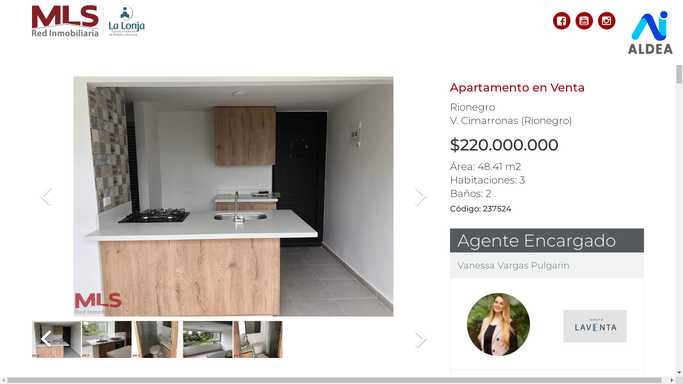 MLS
Red Inmobiliaria
La Lonja
ALDEA
Apartamento en Venta
Rionegro
V. Cimarronas (Rionegro)
$220.000.000
Área: 48.41 m2
Habitaciones: 3
Baños: 2
Código: 237524
Agente Encargado
Vanessa Vargas Pulgarin
LAVENTA
MLS
Red Inmobiliaria